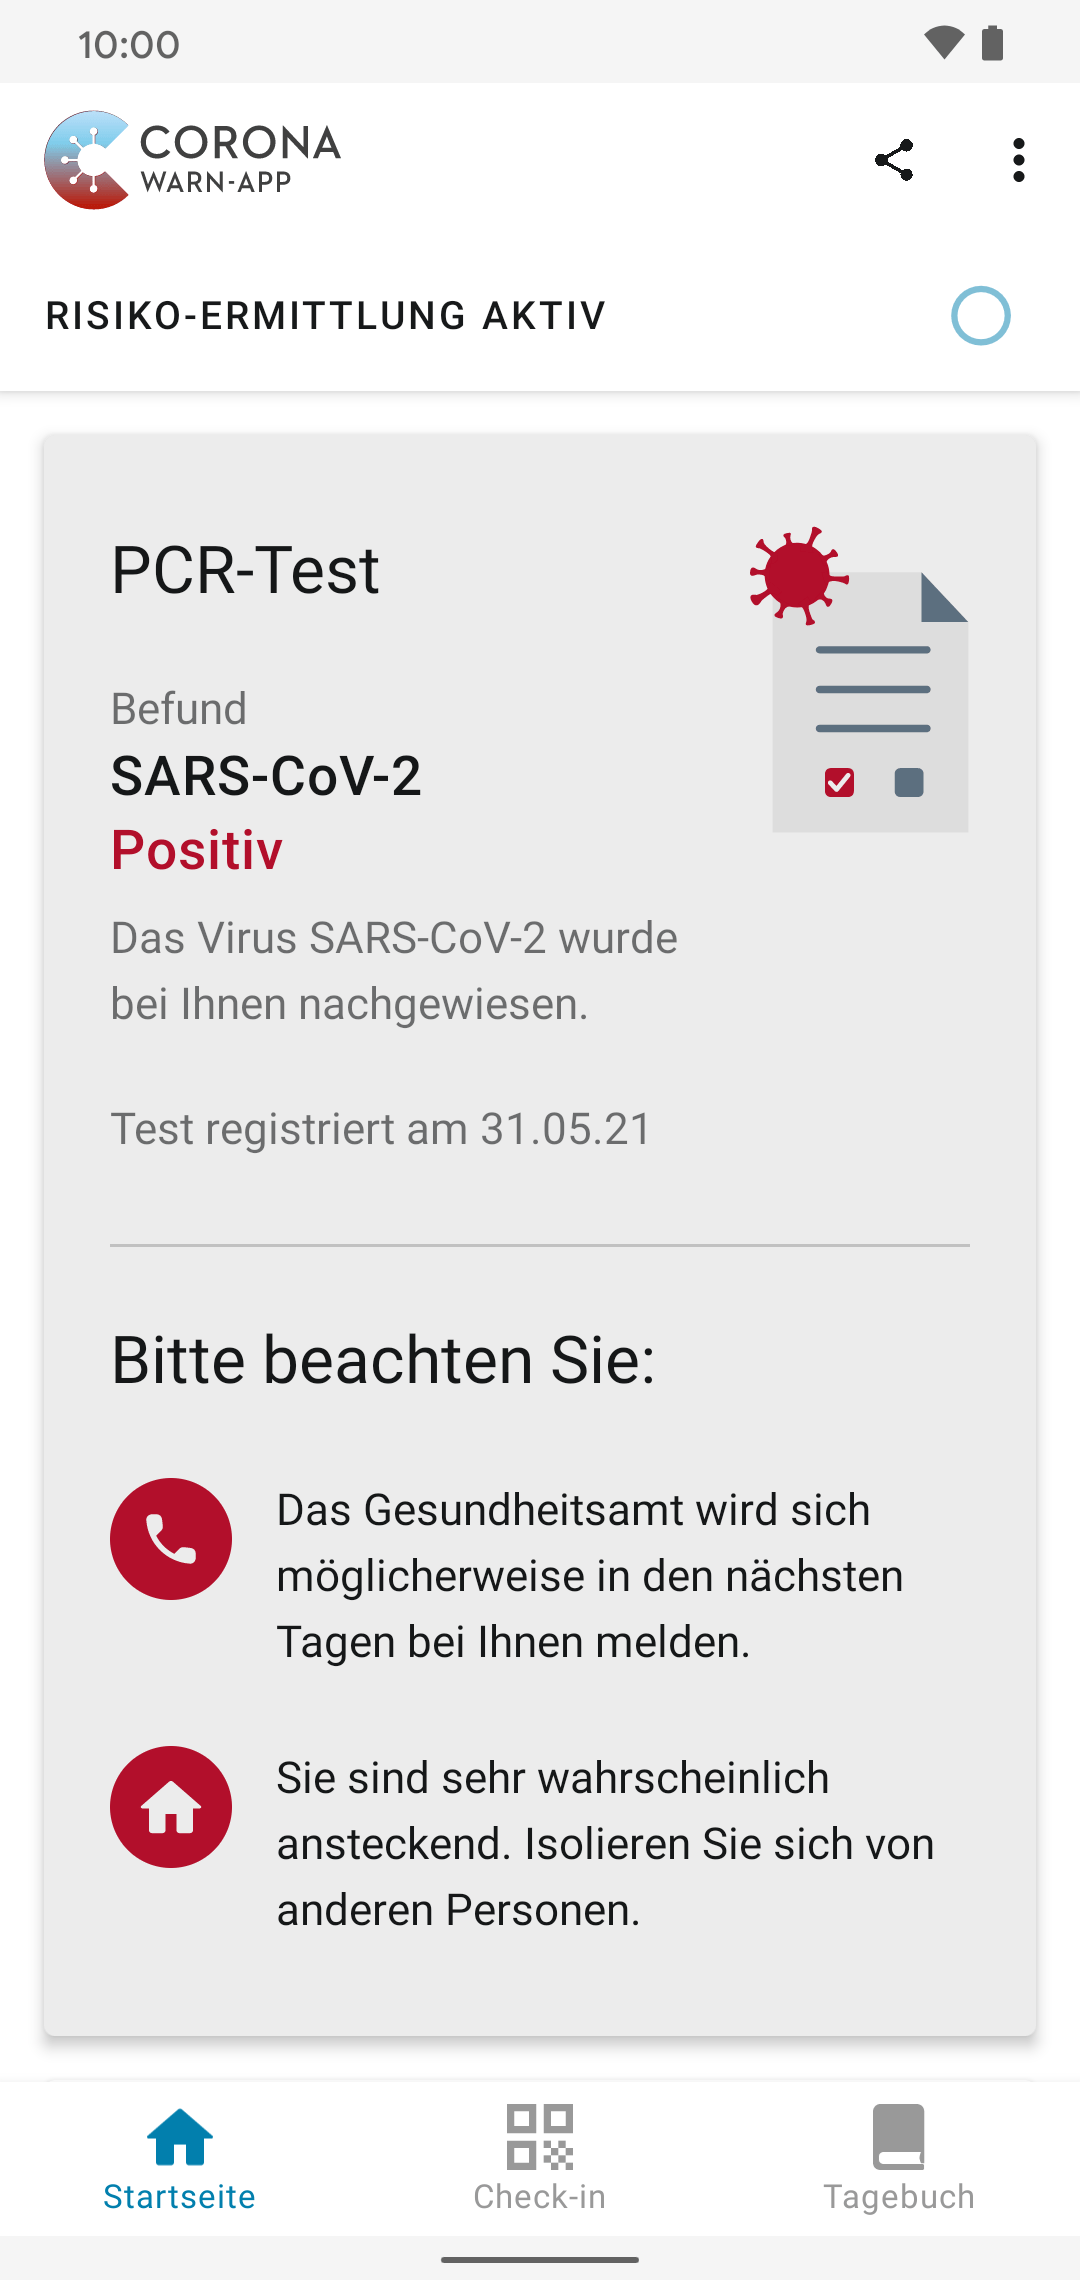 10:00
CORONA
WARN-APP
RISIKO-ERMITTLUNG AKTIV
PCR-Test
Befund
SARS-CoV-2
Positiv
Das Virus SARS-CoV-2 wurde
bei Ihnen nachgewiesen.
Test registriert am 31.05.21
Bitte beachten Sie:
Das Gesundheitsamt wird sich
möglicherweise in den nächsten
Tagen bei Ihnen melden.
Sie sind sehr wahrscheinlich
ansteckend. Isolieren Sie sich von
anderen Personen.
Startseite
Check-in
Tagebuch